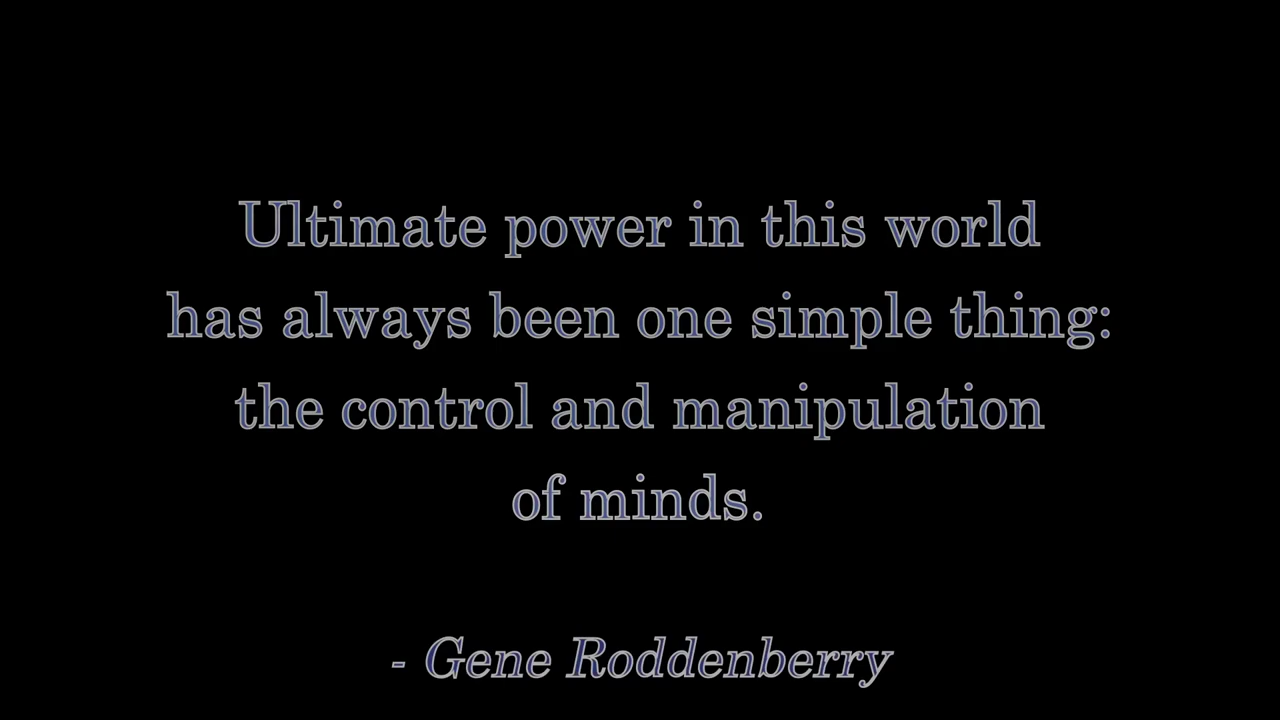 Ultimate power in this world
has always been one simple thing:
the control and manipulation
of minds.
- Gene Roddenberry